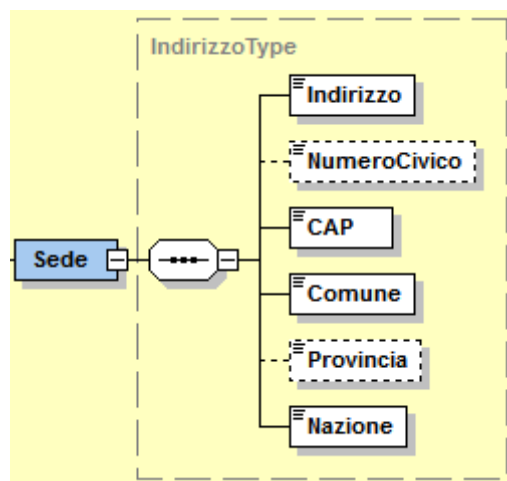 IndirizzoType
Indirizzo
NumeroCivico
CAP
Sede
Comune
Provincia
Nazione